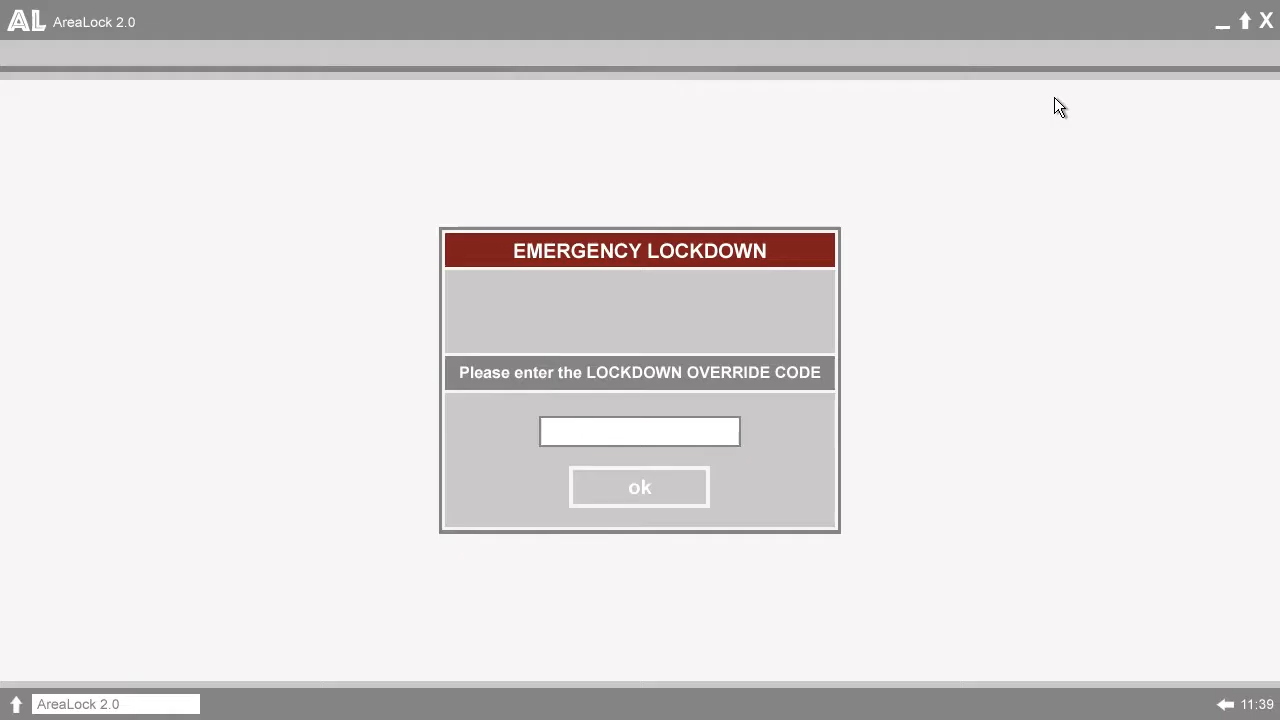 AL AreaLock 2.0
X
EMERGENCY LOCKDOWN
Please enter the LOCKDOWN OVERRIDE CODE
ok
AreaLock 2.0
11:39